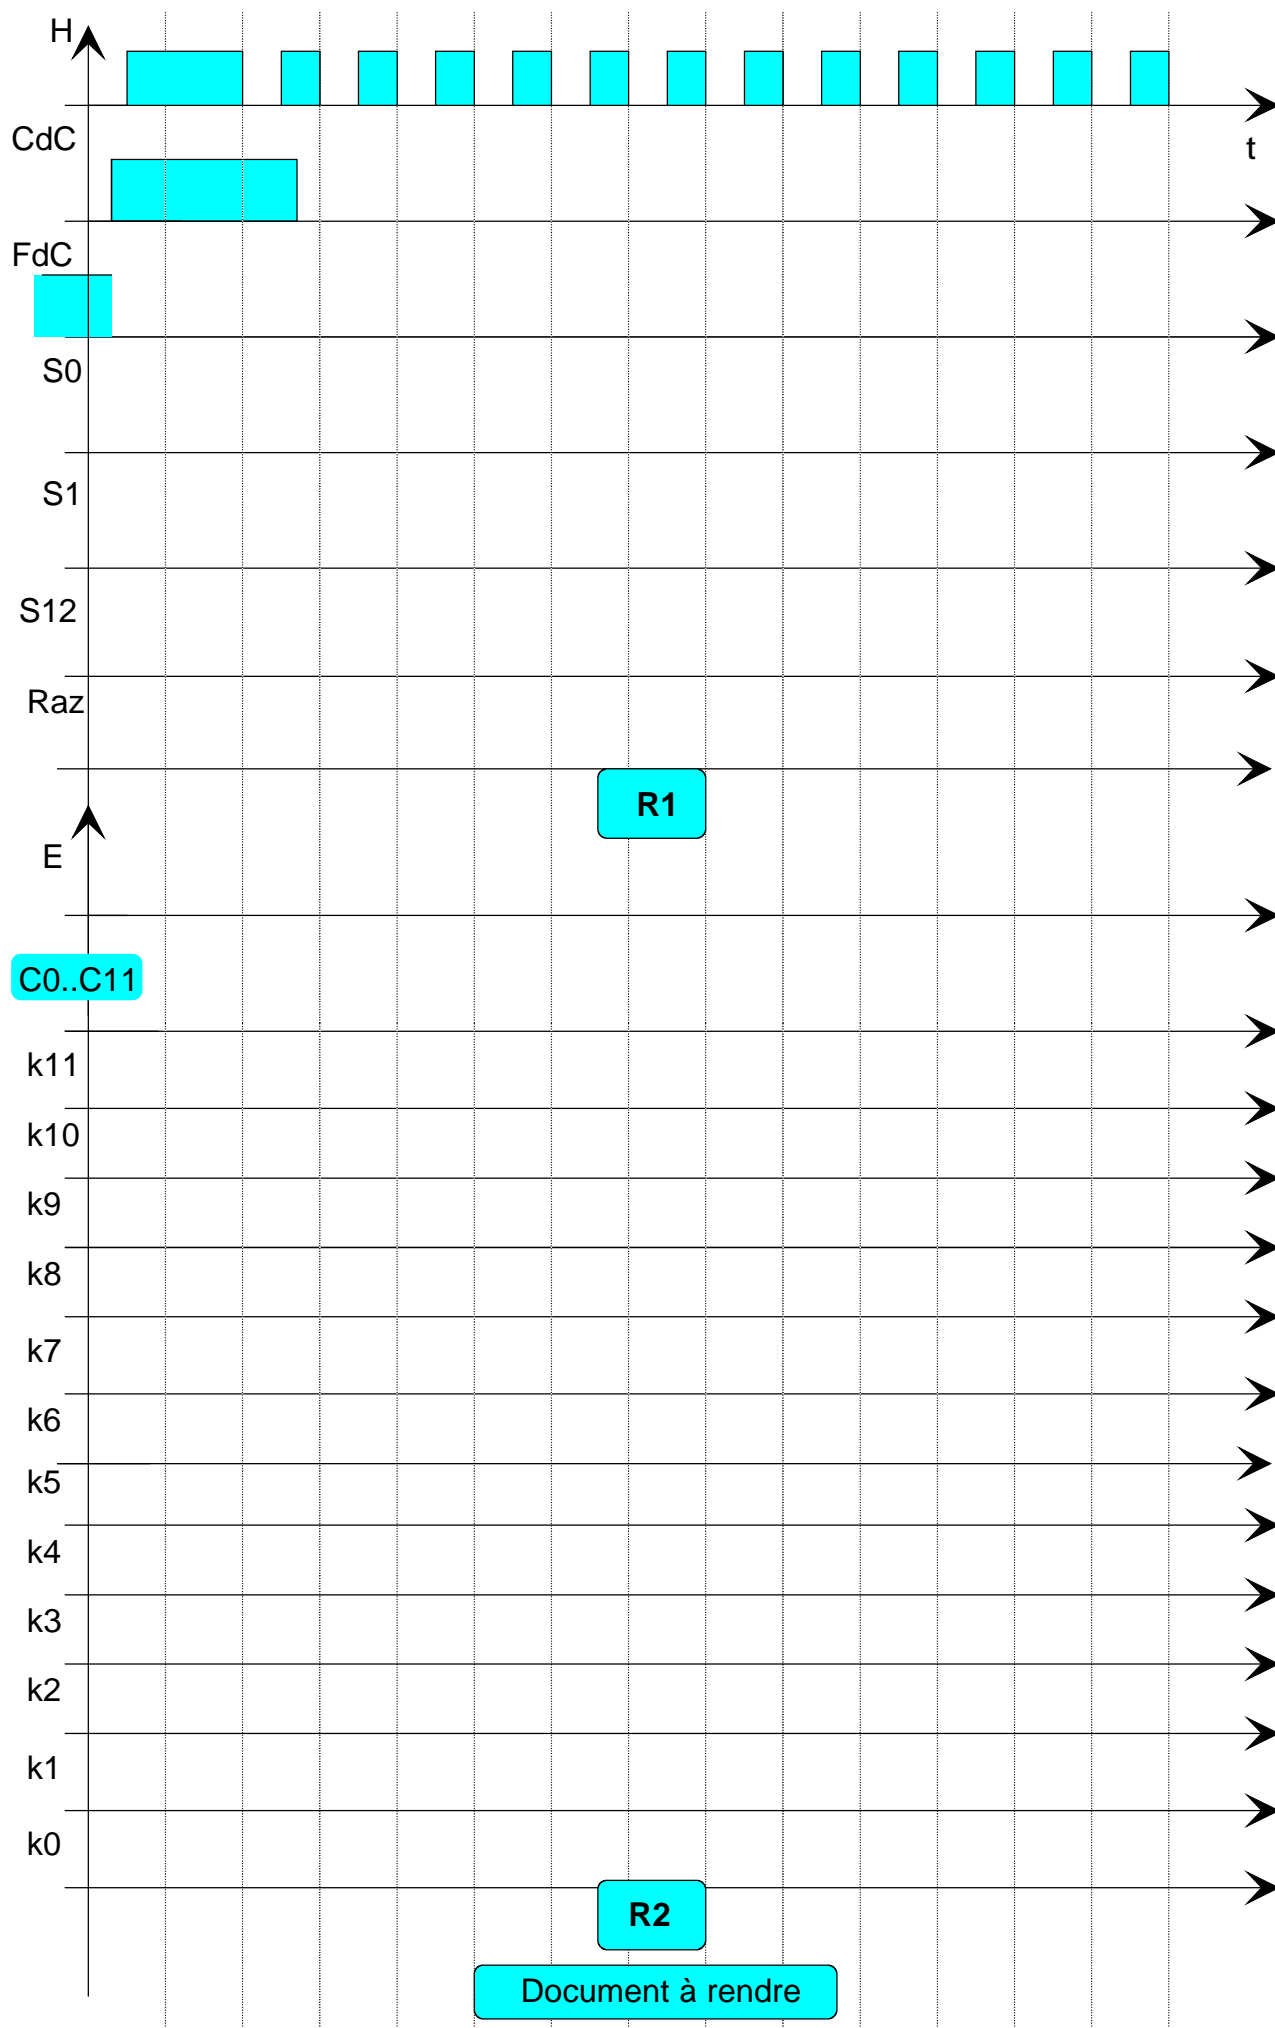 H
CdC
t
FdC
S0
S1
S12
Raz
R1
E
C0..C11
k11
k10
k9
k8
k7
k6
k5
k4
k3
k2
k1
k0
R2
Document à rendre